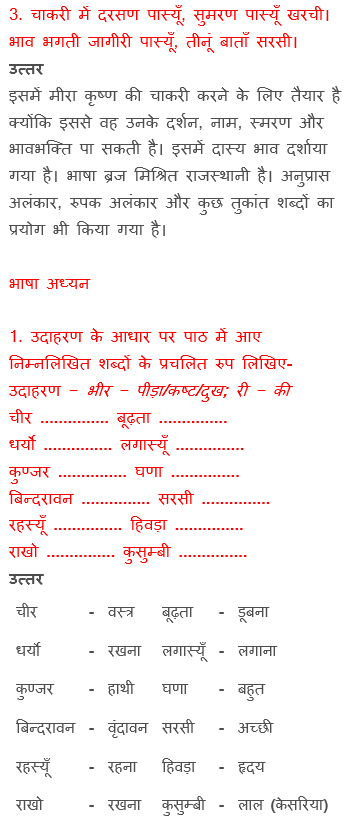 3. चाकरी में दरसण पास्यूँ, सुमरण पास्यूँ खरची।
भाव भगती जागीरी पास्यूँ, तीनूं बाताँ सरसी।
उत्तर
इसमें मीरा कृष्ण की चाकरी करने के लिए तैयार है
क्योंकि इससे वह उनके दर्शन, नाम, स्मरण और
भावभक्ति पा सकती है। इसमें दास्य भाव दर्शाया
गया है। भाषा ब्रज मिश्रित राजस्थानी है। अनुप्रास
अलंकार, रुपक अलंकार और कुछ तुकांत शब्दों का
प्रयोग भी किया गया है।
भाषा अध्यन
1. उदाहरण के आधार पर पाठ में आए
निम्नलिखित शब्दों के प्रचलित रुप लिखिए-
उदाहरण − भीर − पीड़ा/कष्ट/दुख; री − की
चीर ............... बूढ़ता ...............
धर्यो ............... लगास्यूँ ...............
कुण्जर ............... घणा ...............
बिन्दरावन ............... सरसी ...............
रहस्यूँ ............... हिवड़ा ...............
राखो ............... कुसुम्बी ...............
उत्तर
चीर - वस्त्र बूढ़ता - डूबना
धर्यो - रखना लगास्यूँ - लगाना
कुण्जर - हाथी घणा - बहुत
बिन्दरावन - वृंदावन सरसी - अच्छी
रहस्यूँ - रहना हिवड़ा - हृदय
राखो - रखना कुसुम्बी - लाल (केसरिया)